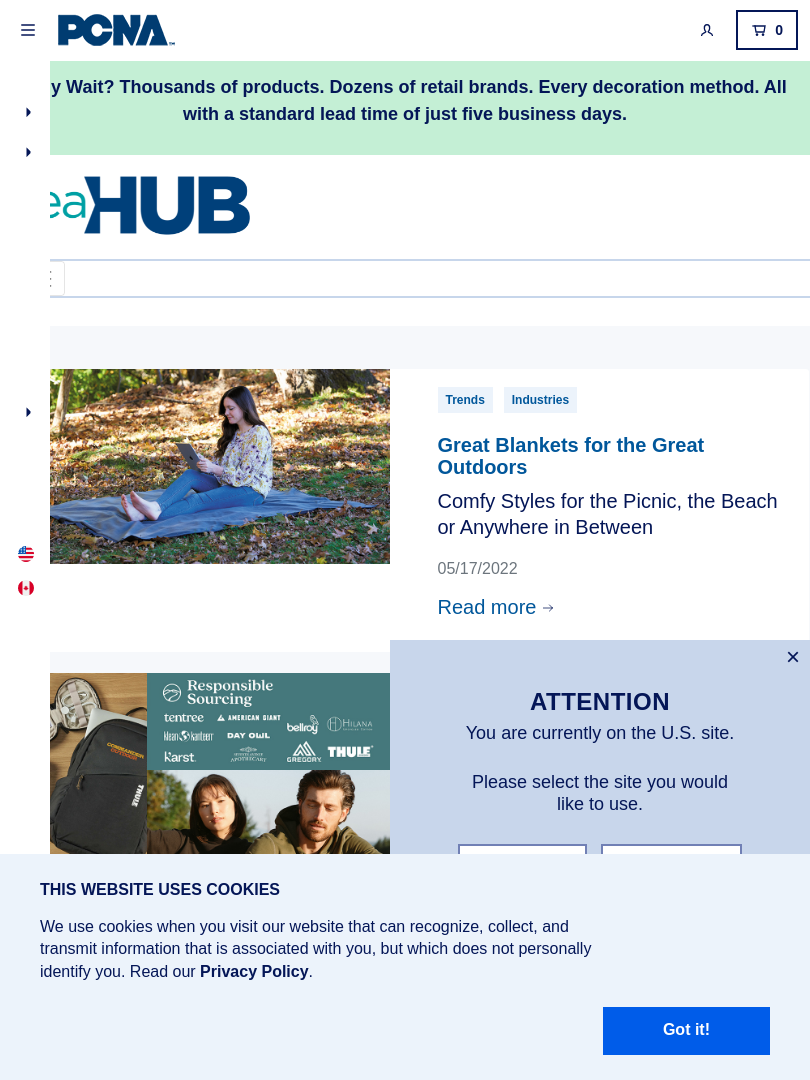 PCNA
0
y Wait? Thousands of products. Dozens of retail brands. Every decoration method. All
with a standard lead time of just five business days.
ea HUB
Trends Industries
Great Blankets for the Great
Outdoors
Comfy Styles for the Picnic, the Beach
or Anywhere in Between
05/17/2022
Read more
Responsible
Sourcing
tentree AMERICAN GIANT bellroy HILANA
klean kanteen DAY OWL
karst. APOTHECARY GREGORY THULE
THULE
ATTENTION
You are currently on the U.S. site.
Please select the site you would
like to use.
THIS WEBSITE USES COOKIES
We use cookies when you visit our website that can recognize, collect, and
transmit information that is associated with you, but which does not personally
identify you. Read our Privacy Policy.
Got it!